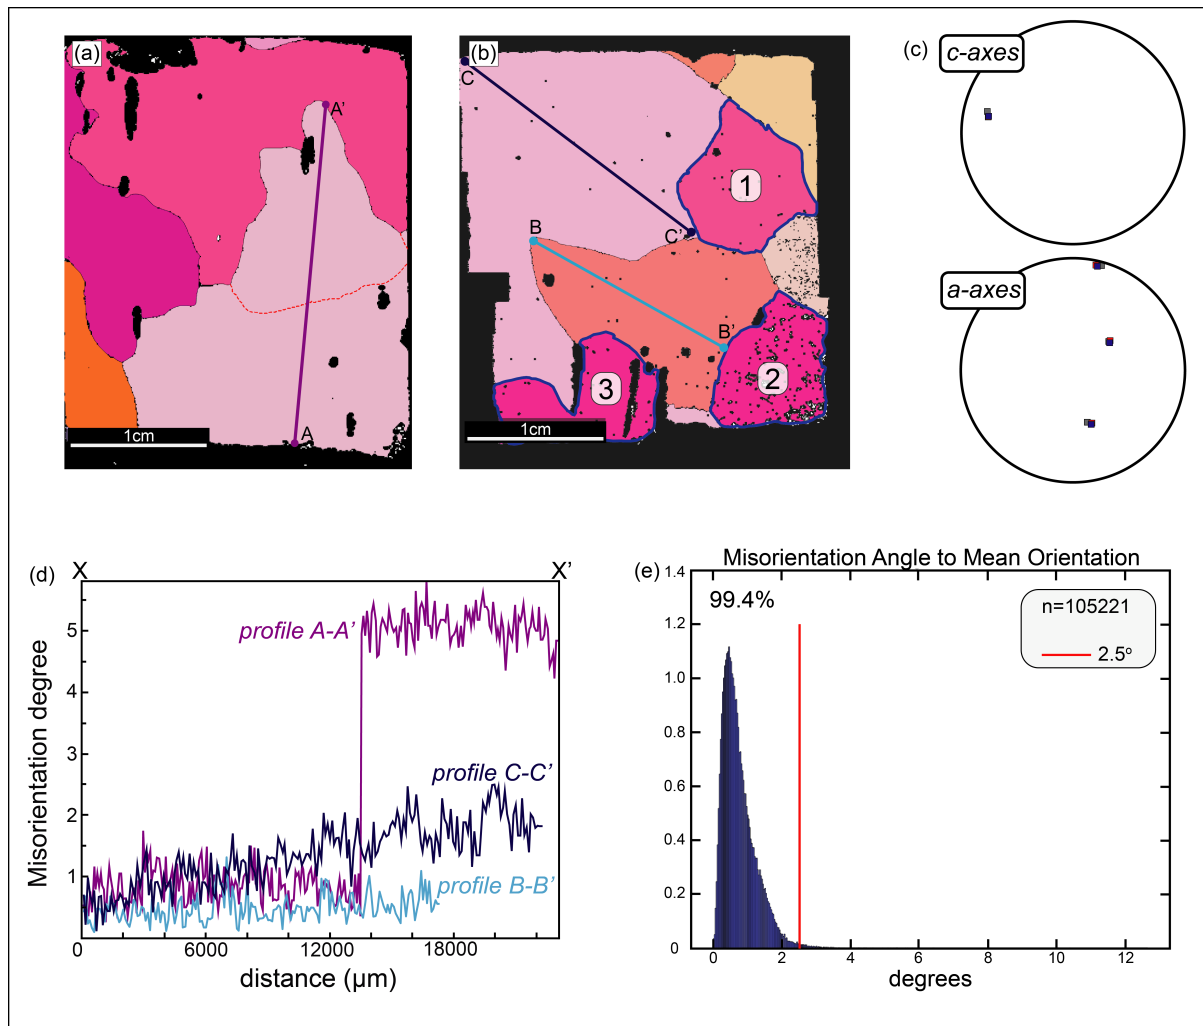 (a)
A'
A
1cm
(b)
C
1
B
C'
B'
2
3
1cm
(c)
c-axes
a-axes
(d)
X
X'
profile A-A'
profile C-C'
profile B-B'
Misorientation degree
5
4
3
2
1
0
6000
12000
18000
distance (µm)
(e)
Misorientation Angle to Mean Orientation
99.4%
n=105221
2.5°
1.4
1.2
1.0
0.8
0.6
0.4
0.2
0
0
2
4
6
8
10
12
degrees